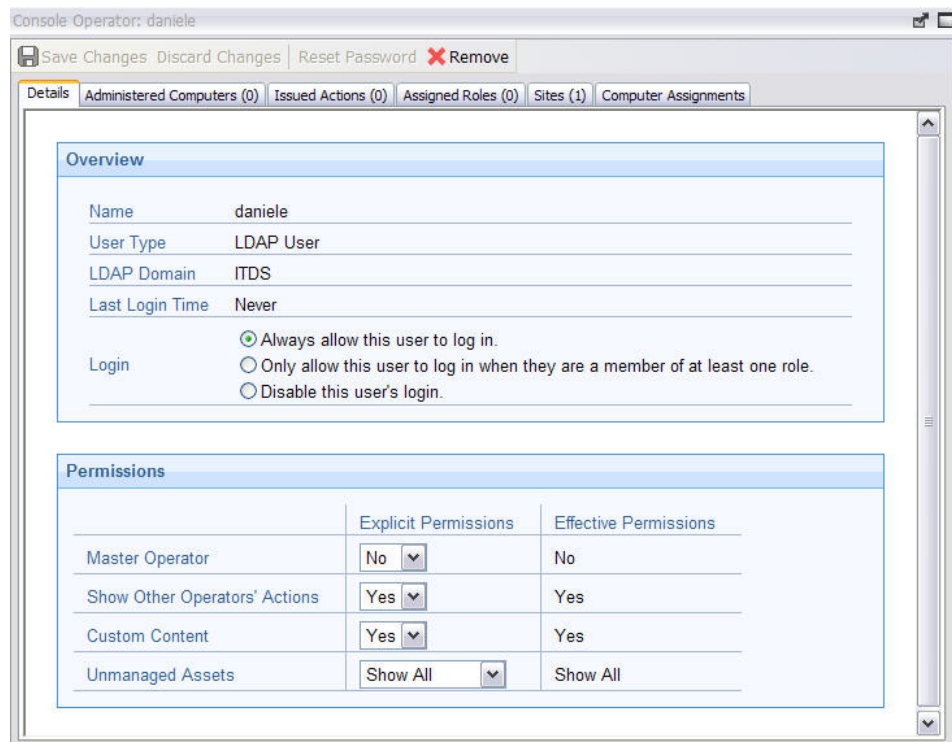 Console Operator: daniele
Save Changes Discard Changes Reset Password Remove
Details Administered Computers (0) Issued Actions (0) Assigned Roles (0) Sites (1) Computer Assignments
Overview
Name daniele
User Type LDAP User
LDAP Domain ITDS
Last Login Time Never
Login
Always allow this user to log in.
Only allow this user to log in when they are a member of at least one role.
Disable this user's login.
Permissions
Explicit Permissions Effective Permissions
Master Operator No No
Show Other Operators' Actions Yes Yes
Custom Content Yes Yes
Unmanaged Assets Show All Show All